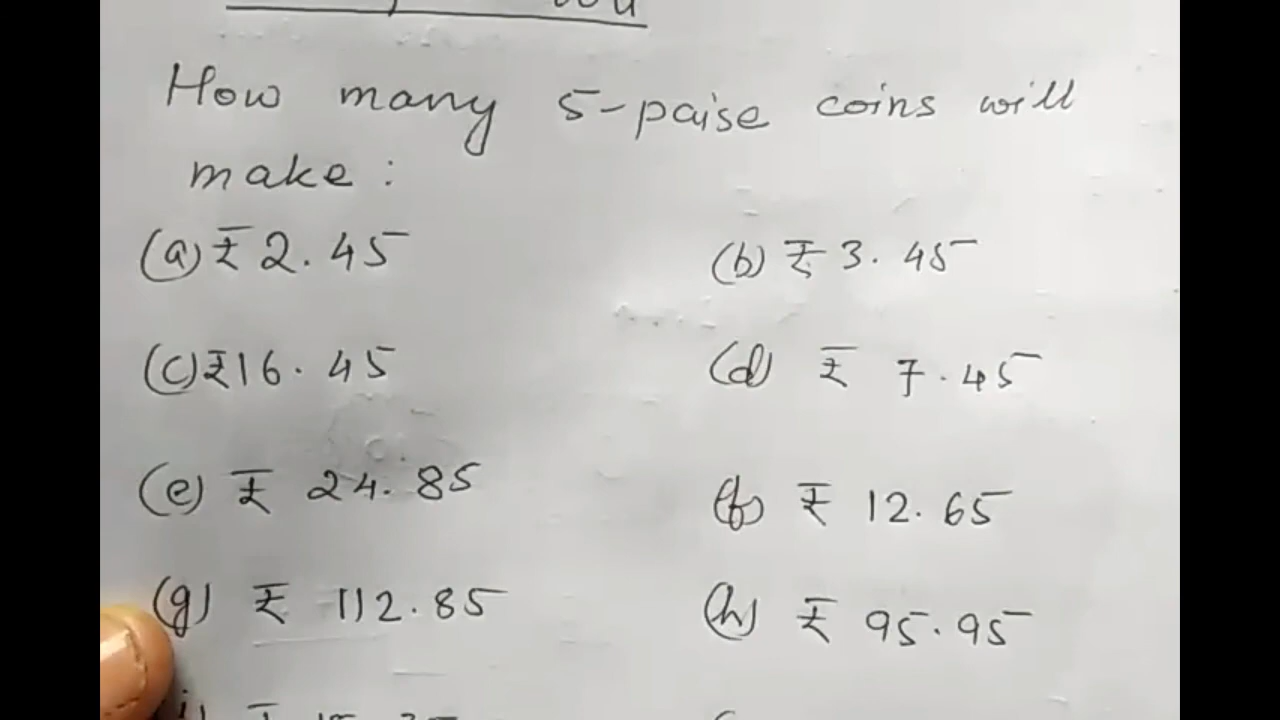 How many 5-paise coins will
make:
(a) ₹ 2.45 (b) ₹ 3.45
(c) ₹16.45 (d) ₹ 7.45
(e) ₹ 24.85 (f) ₹ 12.65
(g) ₹ 112.85 (h) ₹ 95.95